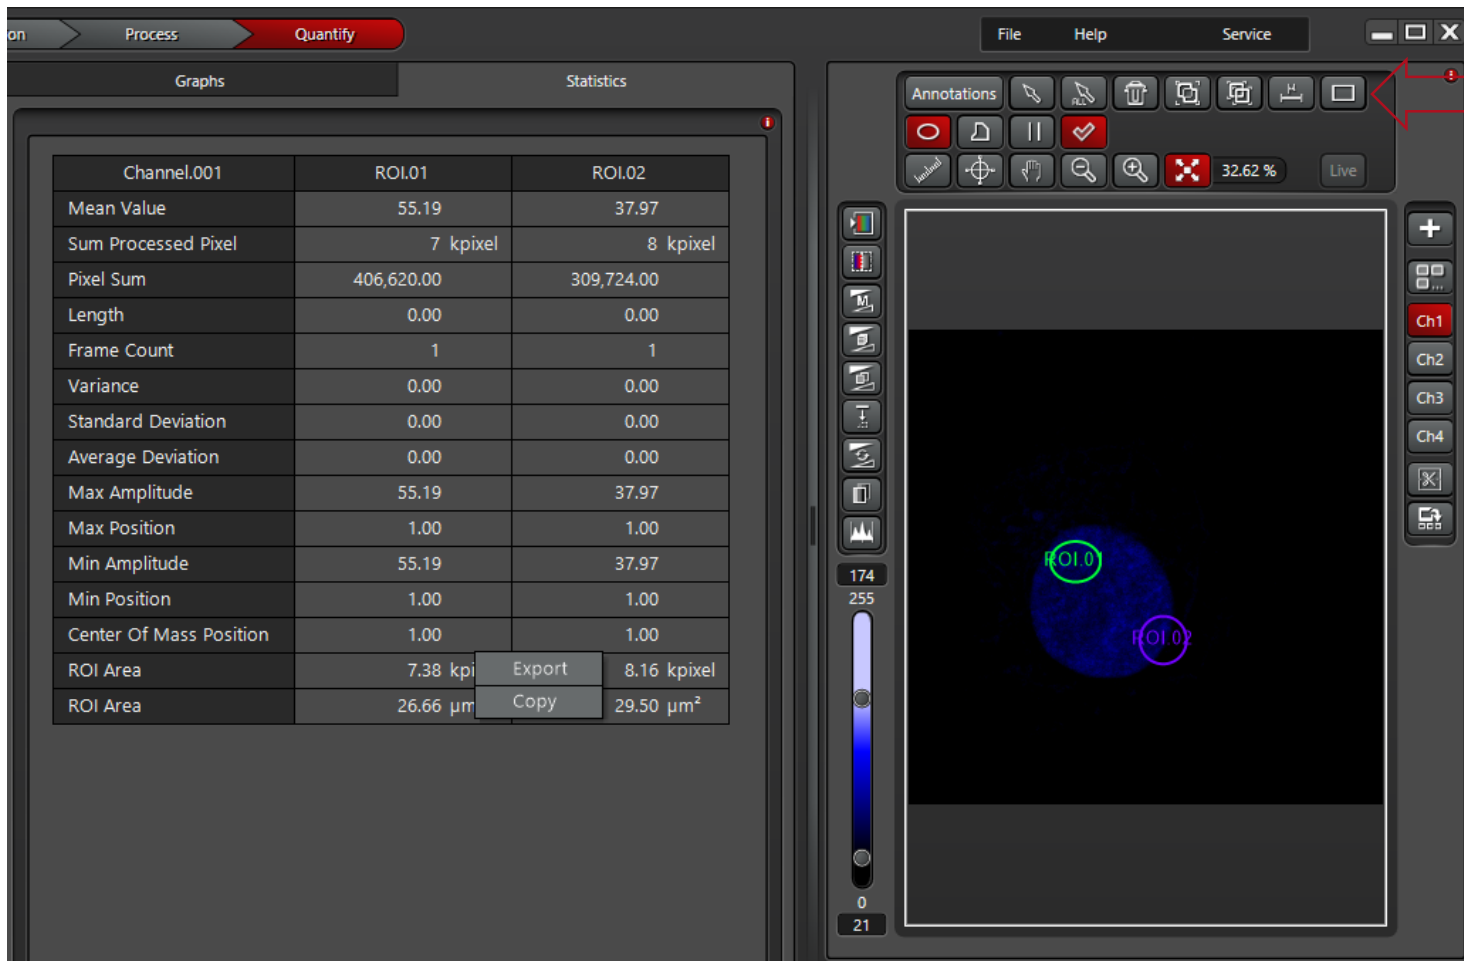 on Process Quantify File Help Service
Graphs Statistics
Channel.001 ROI.01 ROI.02
Mean Value 55.19 37.97
Sum Processed Pixel 7 kpixel 8 kpixel
Pixel Sum 406,620.00 309,724.00
Length 0.00 0.00
Frame Count 1 1
Variance 0.00 0.00
Standard Deviation 0.00 0.00
Average Deviation 0.00 0.00
Max Amplitude 55.19 37.97
Max Position 1.00 1.00
Min Amplitude 55.19 37.97
Min Position 1.00 1.00
Center Of Mass Position 1.00 1.00
ROI Area 7.38 kpi 8.16 kpixel
ROI Area 26.66 µm 29.50 µm²
Export
Copy
Annotations ALL H
32.62 % Live
M
174
255
0
21
ROI.01
ROI.02
Ch1
Ch2
Ch3
Ch4